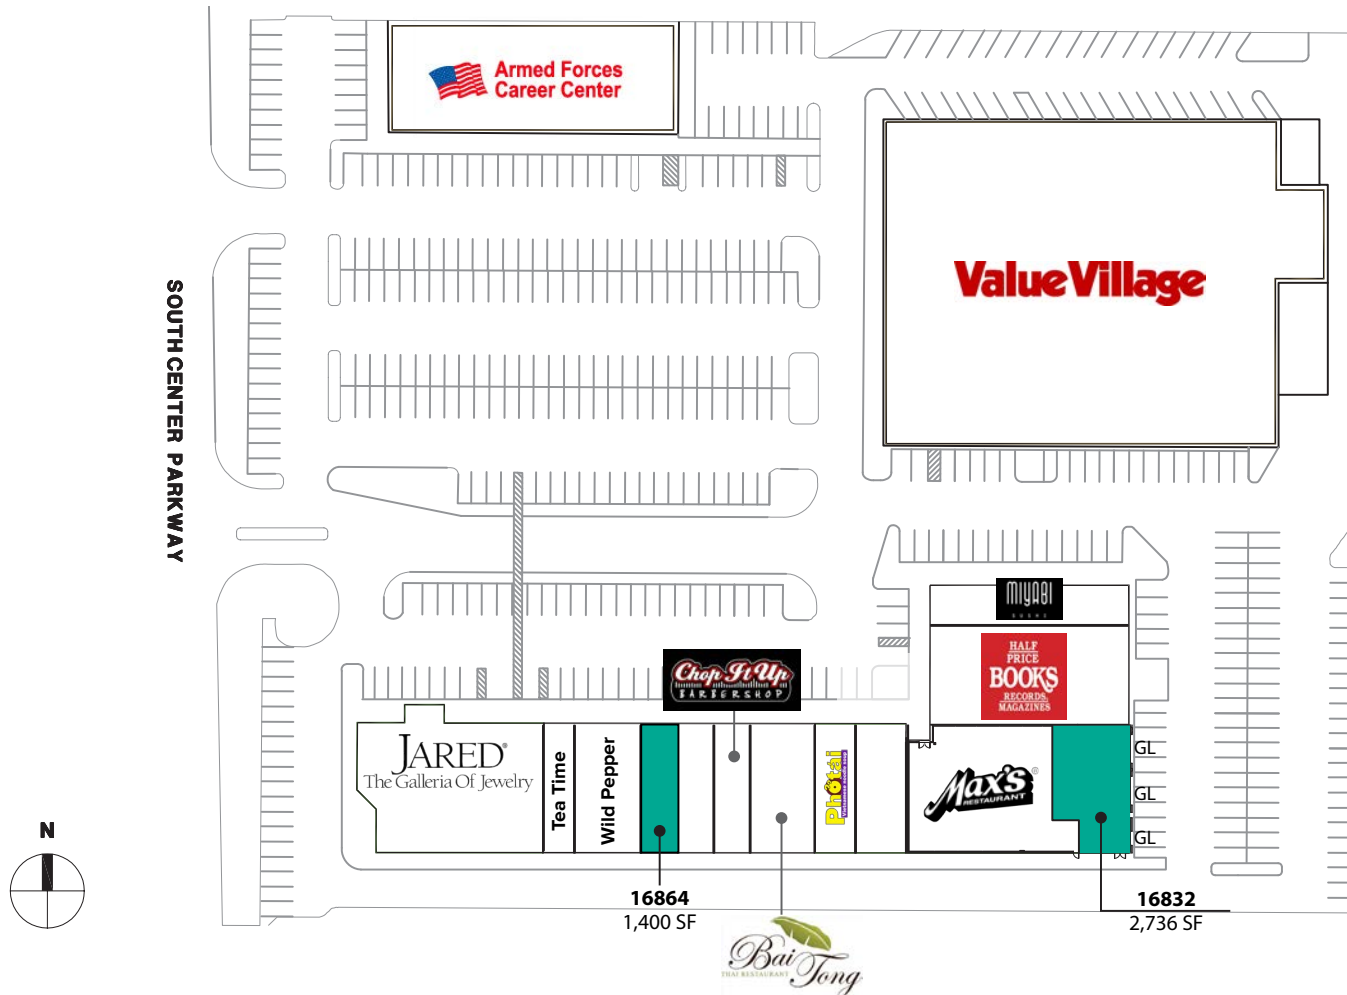 Armed Forces
Career Center
ValueVillage
SOUTHCENTER PARKWAY
MIYABI
SUSHI
HALF
PRICE
BOOKS
RECORDS,
MAGAZINES
Chop It Up
BARBERSHOP
JARED®
The Galleria Of Jewelry
Tea Time
Wild Pepper
Photai
Max's®
RESTAURANT
GL
GL
GL
N
16864
1,400 SF
16832
2,736 SF
Bai Tong
THAI RESTAURANT